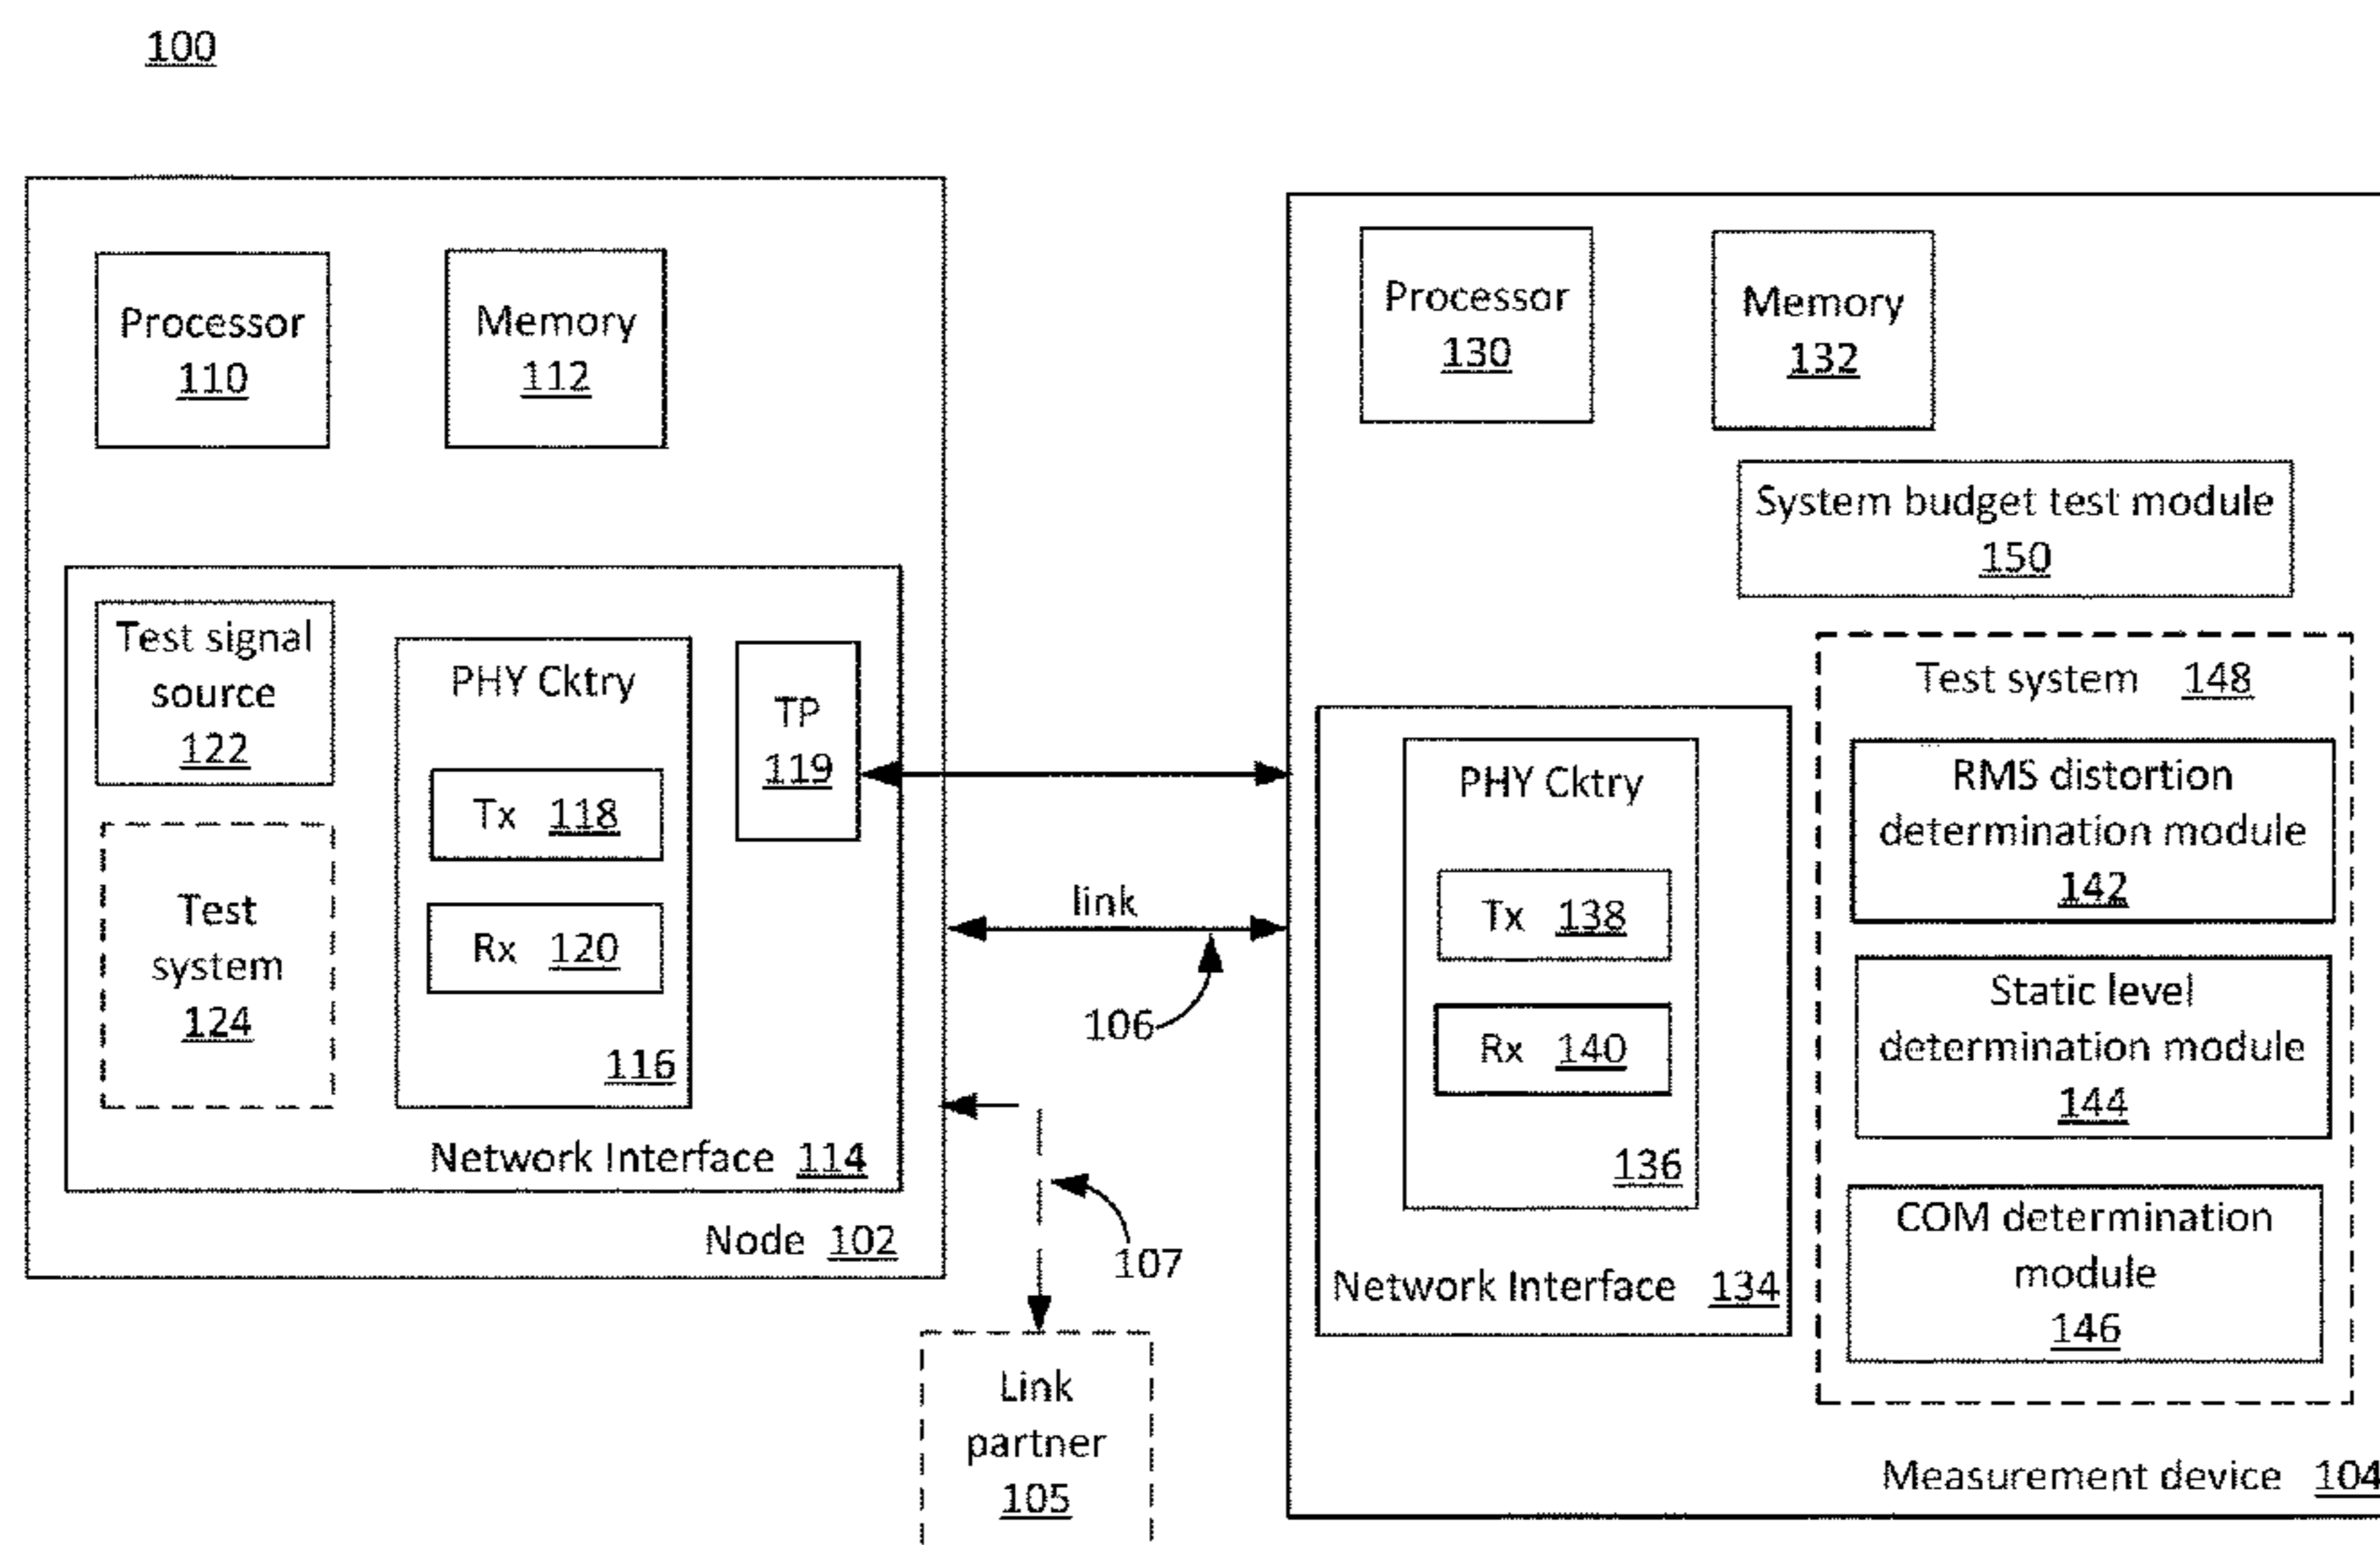 100
Processor
110
Memory
112
Test signal
source
122
Test
system
124
PHY Cktry
Tx 118
Rx 120
116
TP
119
Network Interface 114
Node 102
link
106
107
Link
partner
105
Processor
130
Memory
132
System budget test module
150
PHY Cktry
Tx 138
Rx 140
136
Network Interface 134
Test system 148
RMS distortion
determination module
142
Static level
determination module
144
COM determination
module
146
Measurement device 104